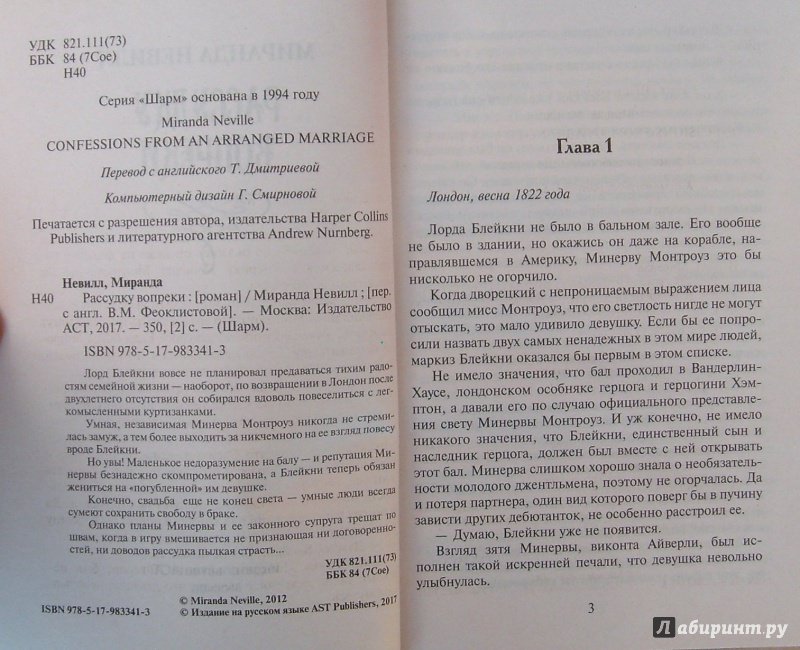 УДК 821.111(73)
ББК 84 (7Сое)
Н40
Серия «Шарм» основана в 1994 году
Miranda Neville
CONFESSIONS FROM AN ARRANGED MARRIAGE
Перевод с английского Т. Дмитриевой
Компьютерный дизайн Г. Смирновой
Печатается с разрешения автора, издательства Harper Collins
Publishers и литературного агентства Andrew Nurnberg.
Невилл, Миранда
Н40 Рассудку вопреки : [роман] / Миранда Невилл ; [пер.
с англ. В.М. Феоклистовой]. — Москва: Издательство
АСТ, 2017. — 350, [2] с. — (Шарм).
ISBN 978-5-17-983341-3
Лорд Блейкни вовсе не планировал предаваться тихим радо-
стям семейной жизни — наоборот, по возвращении в Лондон после
двухлетнего отсутствия он собирался вдоволь повеселиться с лег-
комысленными куртизанками.
Умная, независимая Минерва Монтроуз никогда не стреми-
лась замуж, а тем более выходить за никчемного на ее взгляд повесу
вроде Блейкни.
Но увы! Маленькое недоразумение на балу — и репутация Ми-
нервы безнадежно скомпрометирована, а Блейкни теперь обязан
жениться на «погубленной» им девушке.
Конечно, свадьба еще не конец света — умные люди всегда
сумеют сохранить свободу в браке.
Однако планы Минервы и ее законного супруга трещат по
швам, когда в игру вмешивается не признающая ни договоренно-
стей, ни доводов рассудка пылкая страсть...
УДК 821.111(73)
ББК 84 (7Сое)
ISBN 978-5-17-983341-3
© Miranda Neville, 2012
© Издание на русском языке AST Publishers, 2017
Глава 1
Лондон, весна 1822 года
Лорда Блейкни не было в бальном зале. Его вообще
не было в здании, но окажись он даже на корабле, на-
правлявшемся в Америку, Минерву Монтроуз это бы
нисколько не огорчило.
Когда дворецкий с непроницаемым выражением лица
сообщил мисс Монтроуз, что его светлость нигде не могут
отыскать, это мало удивило девушку. Если бы ее попро-
сили назвать двух самых ненадежных в этом мире людей,
маркиз Блейкни оказался бы первым в этом списке.
Не имело значения, что бал проходил в Вандерлин-
Хаусе, лондонском особняке герцога и герцогини Хэм-
птон, а давали его по случаю официального представле-
ния свету Минервы Монтроуз. И уж конечно, не имело
никакого значения, что Блейкни, единственный сын и
наследник герцога, должен был вместе с ней открывать
этот бал. Минерва слишком хорошо знала о необязатель-
ности молодого джентльмена, поэтому не огорчалась. Да
и потеря партнера, один вид которого поверг бы в пучину
зависти других дебютанток, не особенно расстроил ее.
— Думаю, Блейкни уже не появится.
Взгляд зятя Минервы, виконта Айверли, был ис-
полнен такой искренней печали, что девушка невольно
улыбнулась.
3
Лабиринт.ру